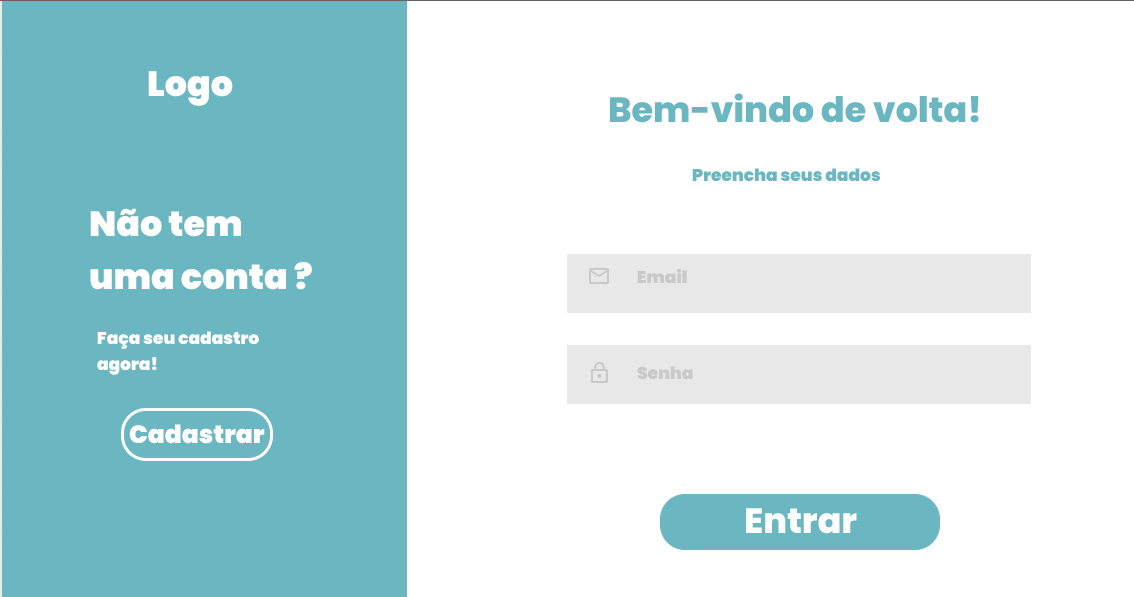 Logo
Não tem
uma conta ?
Faça seu cadastro
agora!
Cadastrar
Bem-vindo de volta!
Preencha seus dados
Email
Senha
Entrar